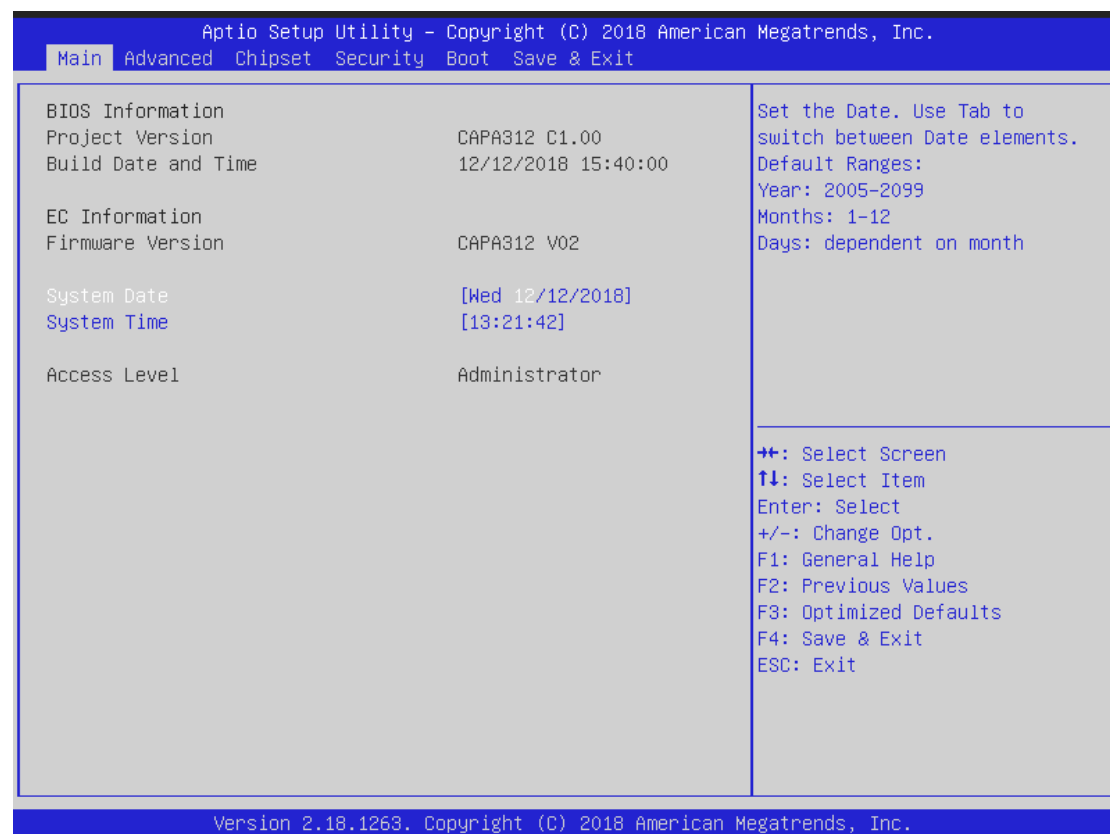 Aptio Setup Utility – Copyright (C) 2018 American Megatrends, Inc.
Main Advanced Chipset Security Boot Save & Exit
BIOS Information
Project Version CAPA312 C1.00
Build Date and Time 12/12/2018 15:40:00
EC Information
Firmware Version CAPA312 V02
System Date [Wed 12/12/2018]
System Time [13:21:42]
Access Level Administrator
Set the Date. Use Tab to
switch between Date elements.
Default Ranges:
Year: 2005-2099
Months: 1-12
Days: dependent on month
→←: Select Screen
↑↓: Select Item
Enter: Select
+/-: Change Opt.
F1: General Help
F2: Previous Values
F3: Optimized Defaults
F4: Save & Exit
ESC: Exit
Version 2.18.1263. Copyright (C) 2018 American Megatrends, Inc.